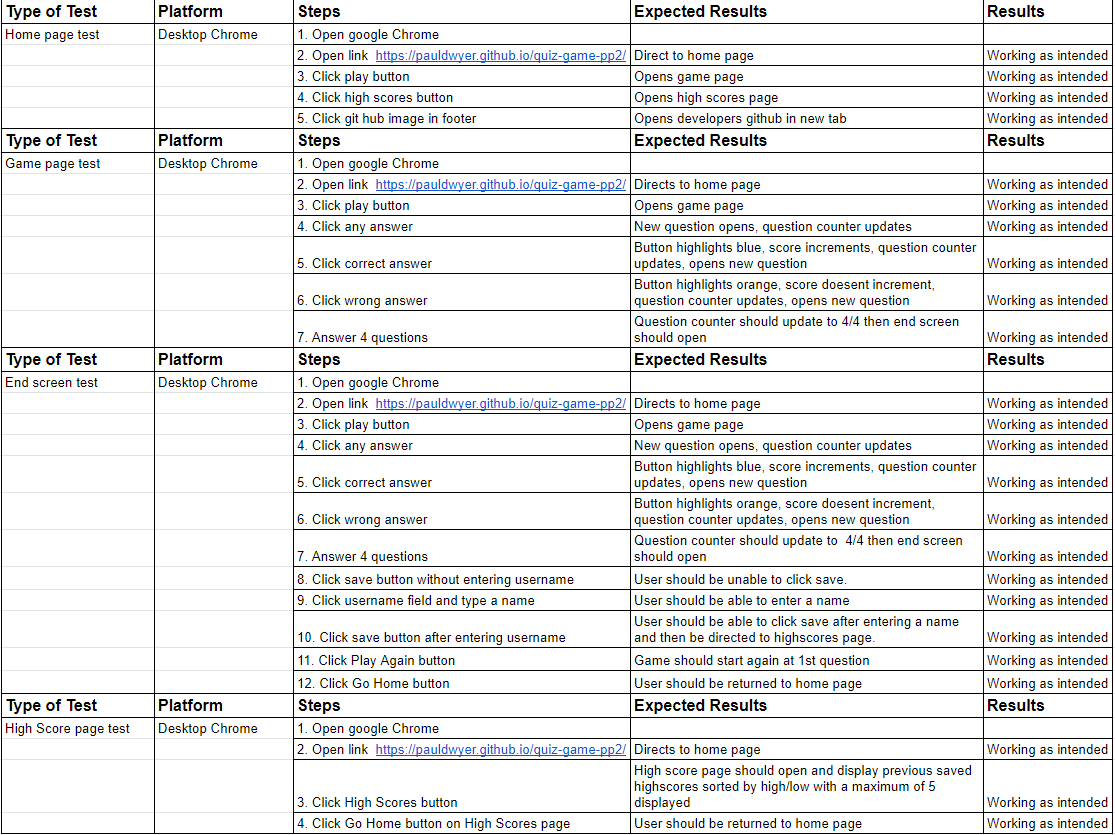 Type of Test Platform Steps Expected Results Results
Home page test Desktop Chrome 1. Open google Chrome
2. Open link https://pauldwyer.github.io/quiz-game-pp2/ Direct to home page Working as intended
3. Click play button Opens game page Working as intended
4. Click high scores button Opens high scores page Working as intended
5. Click git hub image in footer Opens developers github in new tab Working as intended
Type of Test Platform Steps Expected Results Results
Game page test Desktop Chrome 1. Open google Chrome
2. Open link https://pauldwyer.github.io/quiz-game-pp2/ Directs to home page Working as intended
3. Click play button Opens game page Working as intended
4. Click any answer New question opens, question counter updates Working as intended
Button highlights blue, score increments, question counter
5. Click correct answer updates, opens new question Working as intended
Button highlights orange, score doesent increment,
6. Click wrong answer question counter updates, opens new question Working as intended
Question counter should update to 4/4 then end screen
7. Answer 4 questions should open Working as intended
Type of Test Platform Steps Expected Results Results
End screen test Desktop Chrome 1. Open google Chrome
2. Open link https://pauldwyer.github.io/quiz-game-pp2/ Directs to home page Working as intended
3. Click play button Opens game page Working as intended
4. Click any answer New question opens, question counter updates Working as intended
Button highlights blue, score increments, question counter
5. Click correct answer updates, opens new question Working as intended
Button highlights orange, score doesent increment,
6. Click wrong answer question counter updates, opens new question Working as intended
Question counter should update to 4/4 then end screen
7. Answer 4 questions should open Working as intended
8. Click save button without entering username User should be unable to click save. Working as intended
9. Click username field and type a name User should be able to enter a name Working as intended
User should be able to click save after entering a name
10. Click save button after entering username and then be directed to highscores page. Working as intended
11. Click Play Again button Game should start again at 1st question Working as intended
12. Click Go Home button User should be returned to home page Working as intended
Type of Test Platform Steps Expected Results Results
High Score page test Desktop Chrome 1. Open google Chrome
2. Open link https://pauldwyer.github.io/quiz-game-pp2/ Directs to home page Working as intended
High score page should open and display previous saved
highscores sorted by high/low with a maximum of 5
3. Click High Scores button displayed Working as intended
4. Click Go Home button on High Scores page User should be returned to home page Working as intended